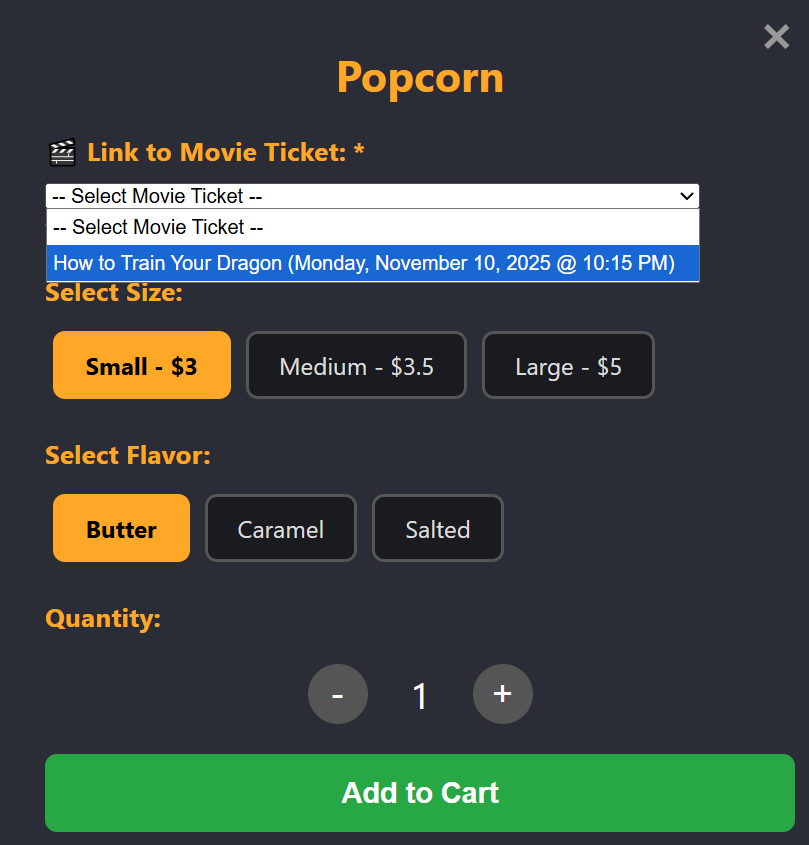 ×
Popcorn
🎬 Link to Movie Ticket: *
-- Select Movie Ticket --
-- Select Movie Ticket --
How to Train Your Dragon (Monday, November 10, 2025 @ 10:15 PM)
Select Size:
Small - $3 Medium - $3.5 Large - $5
Select Flavor:
Butter Caramel Salted
Quantity:
- 1 +
Add to Cart